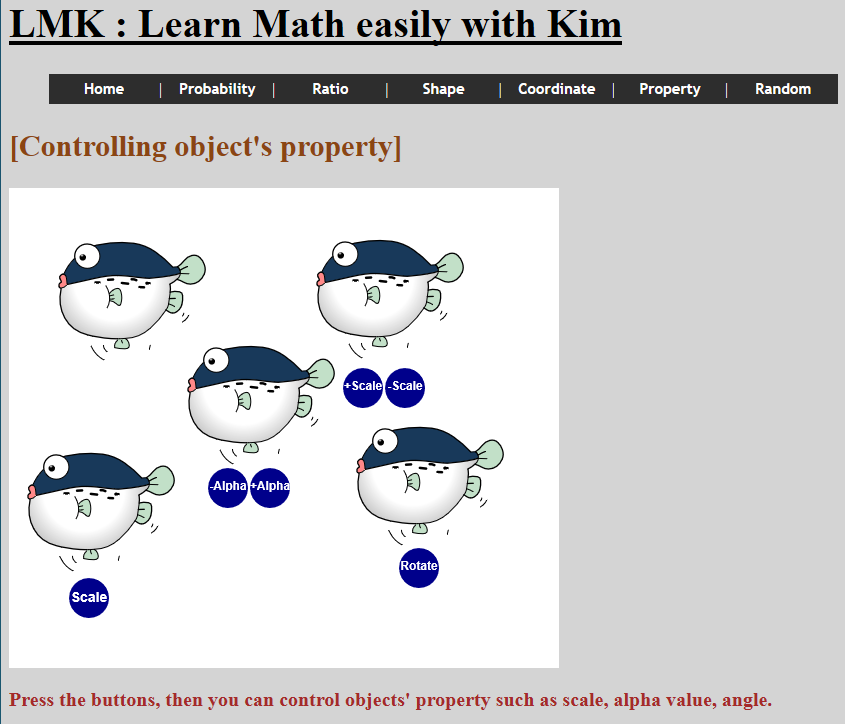 LMK : Learn Math easily with Kim
Home | Probability | Ratio | Shape | Coordinate | Property | Random
[Controlling object's property]
+Scale -Scale
-Alpha +Alpha
Rotate
Scale
Press the buttons, then you can control objects' property such as scale, alpha value, angle.